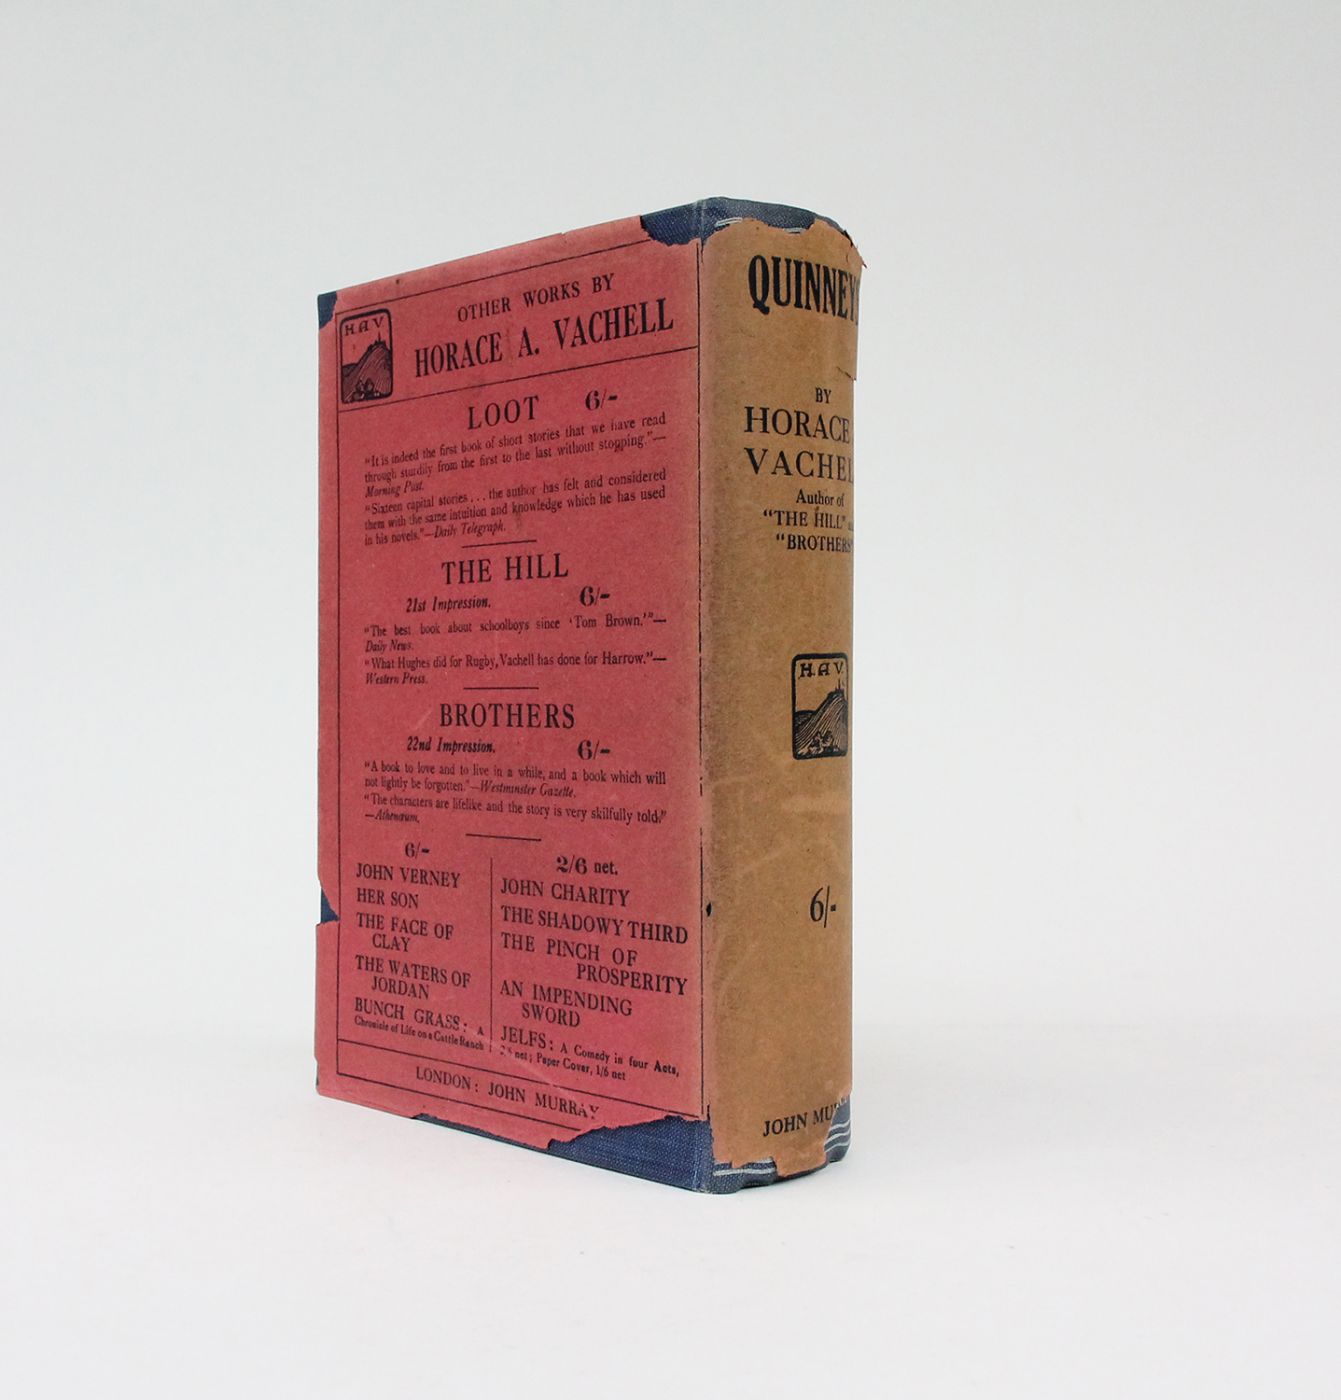 H. A V
OTHER WORKS BY
HORACE A. VACHELL
LOOT 6/-
"It is indeed the first book of short stories that we have read
through sturdily from the first to the last without stopping."—
Morning Post.
"Sixteen capital stories . . . the author has felt and considered
them with the same intuition and knowledge which he has used
in his novels."—Daily Telegraph.
THE HILL
21st Impression. 6/-
"The best book about schoolboys since 'Tom Brown.'"—
Daily News.
"What Hughes did for Rugby, Vachell has done for Harrow."—
Western Press.
BROTHERS
22nd Impression. 6/-
"A book to love and to live in a while, and a book which will
not lightly be forgotten."—Westminster Gazette.
"The characters are lifelike and the story is very skilfully told."
—Athenæum.
6/-
JOHN VERNEY
HER SON
THE FACE OF
CLAY
THE WATERS OF
JORDAN
BUNCH GRASS: A
Chronicle of Life on a Cattle Ranch
2/6 net.
JOHN CHARITY
THE SHADOWY THIRD
THE PINCH OF
PROSPERITY
AN IMPENDING
SWORD
JELFS: A Comedy in four Acts,
net; Paper Cover, 1/6 net
LONDON: JOHN MURRAY
QUINNEYS
BY
HORACE
VACHEL
Author of
"THE HILL"
"BROTHERS"
H. A V.
6/-
JOHN MU